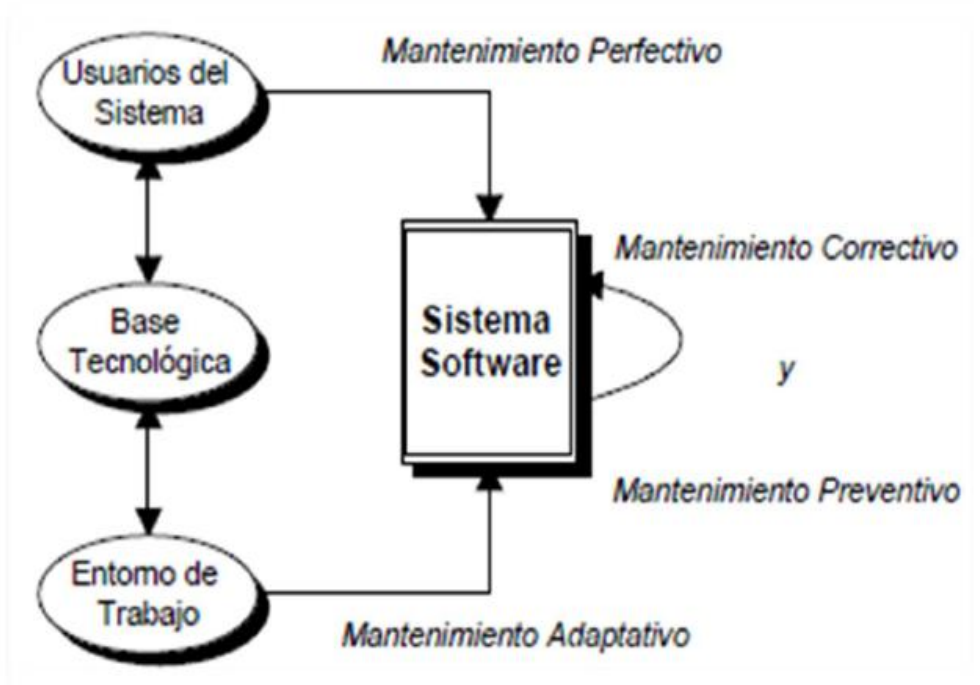 Mantenimiento Perfectivo
Usuarios del
Sistema
Mantenimiento Correctivo
Base
Tecnológica
Sistema
Software
y
Mantenimiento Preventivo
Entorno de
Trabajo
Mantenimiento Adaptativo